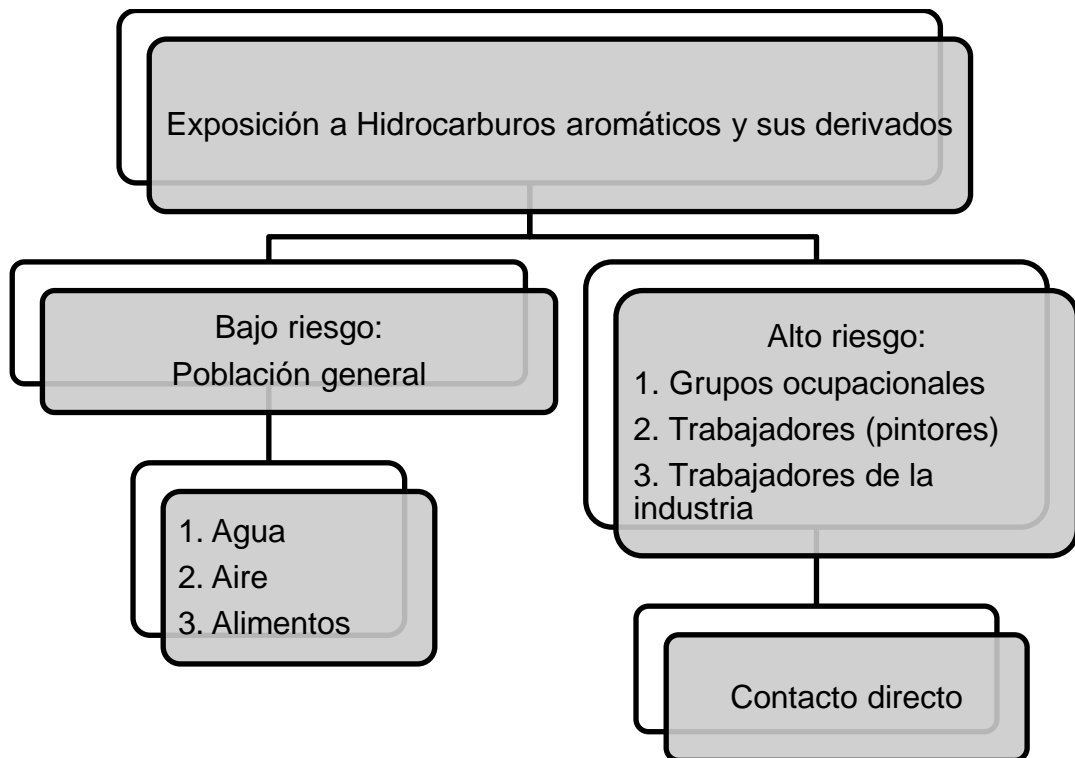 Exposición a Hidrocarburos aromáticos y sus derivados
Bajo riesgo:
Población general
1. Agua
2. Aire
3. Alimentos
Alto riesgo:
1. Grupos ocupacionales
2. Trabajadores (pintores)
3. Trabajadores de la
industria
Contacto directo